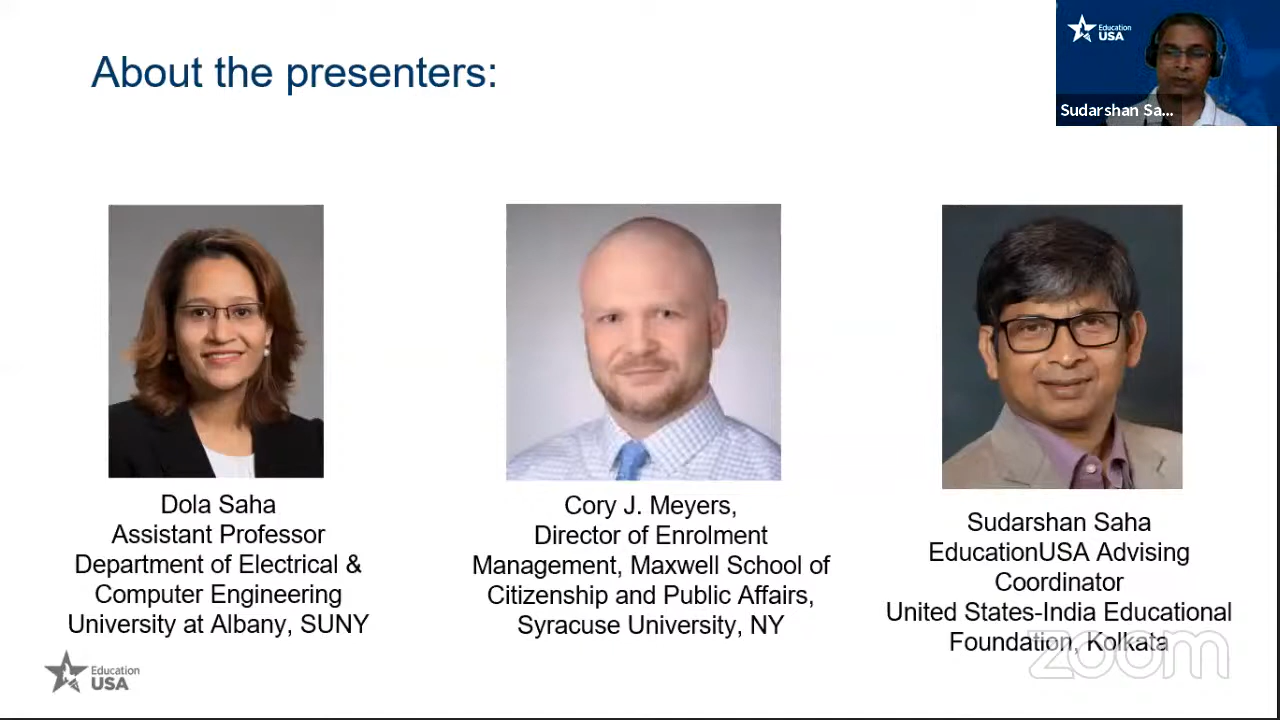 About the presenters:
Education
USA
Sudarshan Sa...
Dola Saha
Assistant Professor
Department of Electrical &
Computer Engineering
University at Albany, SUNY
Cory J. Meyers,
Director of Enrolment
Management, Maxwell School of
Citizenship and Public Affairs,
Syracuse University, NY
Sudarshan Saha
EducationUSA Advising
Coordinator
United States-India Educational
Foundation, Kolkata
Education
USA
zoom